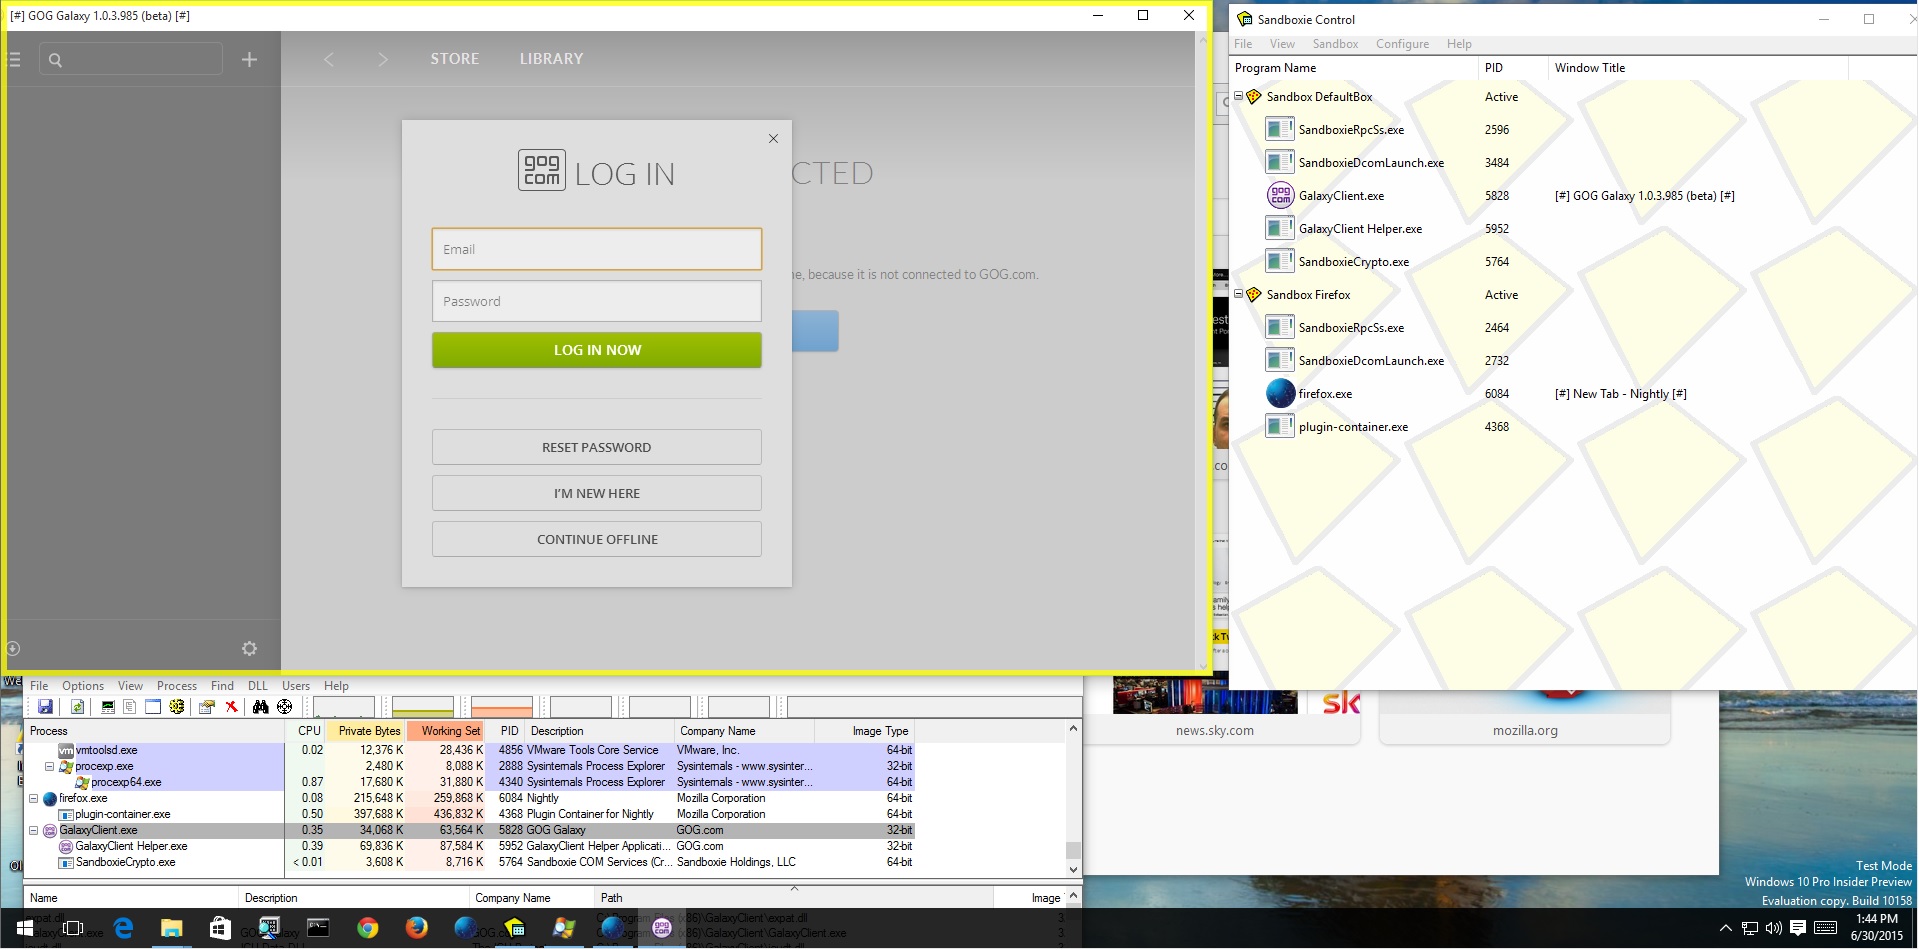 [#] GOG Galaxy 1.0.3.985 (beta) [#]
STORE LIBRARY
gog com LOG IN
CTED
Email
ne, because it is not connected to GOG.com.
Password
LOG IN NOW
RESET PASSWORD
I'M NEW HERE
CONTINUE OFFLINE
Sandboxie Control
File View Sandbox Configure Help
Program Name PID Window Title
Sandbox DefaultBox Active
SandboxieRpcSs.exe 2596
SandboxieDcomLaunch.exe 3484
GalaxyClient.exe 5828 [#] GOG Galaxy 1.0.3.985 (beta) [#]
GalaxyClient Helper.exe 5952
SandboxieCrypto.exe 5764
Sandbox Firefox Active
SandboxieRpcSs.exe 2464
SandboxieDcomLaunch.exe 2732
firefox.exe 6084 [#] New Tab - Nightly [#]
plugin-container.exe 4368
File Options View Process Find DLL Users Help
Process CPU Private Bytes Working Set PID Description Company Name Image Type
vmtoolsd.exe 0.02 12,376 K 28,436 K 4856 VMware Tools Core Service VMware, Inc. 64-bit
procexp.exe 2,480 K 8,088 K 2888 Sysinternals Process Explorer Sysinternals - www.sysinter... 32-bit
procexp64.exe 0.87 17,680 K 31,880 K 4340 Sysinternals Process Explorer Sysinternals - www.sysinter... 64-bit
firefox.exe 0.08 215,648 K 259,868 K 6084 Nightly Mozilla Corporation 64-bit
plugin-container.exe 0.50 397,688 K 436,832 K 4368 Plugin Container for Nightly Mozilla Corporation 64-bit
GalaxyClient.exe 0.35 34,068 K 63,564 K 5828 GOG Galaxy GOG.com 32-bit
GalaxyClient Helper.exe 0.39 69,836 K 87,584 K 5952 GalaxyClient Helper Applicati... GOG.com 32-bit
SandboxieCrypto.exe < 0.01 3,608 K 8,716 K 5764 Sandboxie COM Services (Cr... Sandboxie Holdings, LLC 64-bit
Name Description Company Name Path Image
sk
news.sky.com
mozilla.org
Test Mode
Windows 10 Pro Insider Preview
Evaluation copy. Build 10158
1:44 PM
6/30/2015